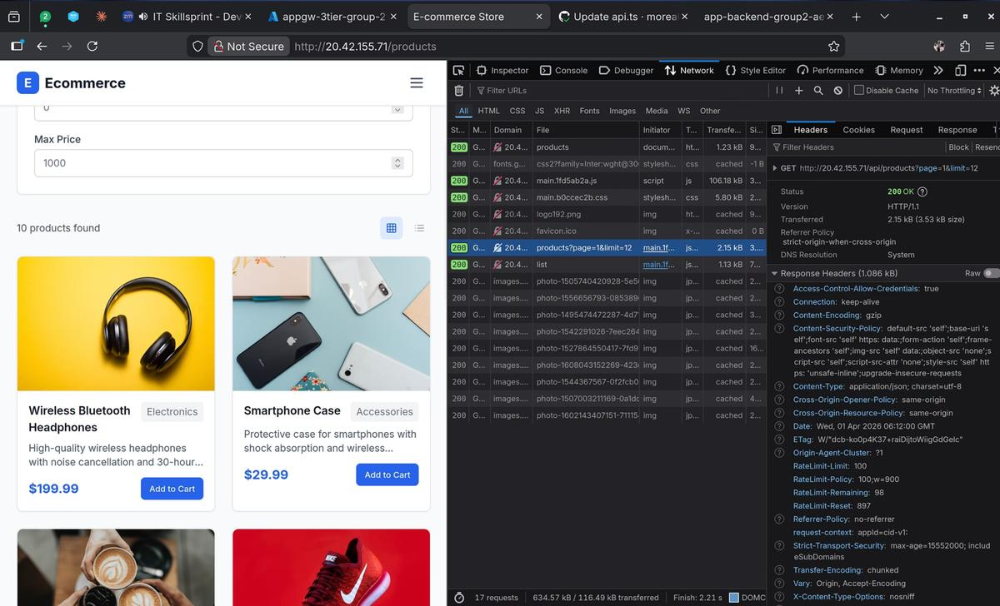 IT Skillsprint - Dev
appgw-3tier-group-2
E-commerce Store
Update api.ts · morea
app-backend-group2-ae
Not Secure http://20.42.155.71/products
E Ecommerce
0
Max Price
1000
10 products found
Wireless Bluetooth Headphones
Electronics
High-quality wireless headphones
with noise cancellation and 30-hour...
$199.99 Add to Cart
Smartphone Case
Accessories
Protective case for smartphones with
shock absorption and wireless...
$29.99 Add to Cart
Inspector Console Debugger Network Style Editor Performance Memory
Filter URLs Disable Cache No Throttling
All HTML CSS JS XHR Fonts Images Media WS Other
St... M... Domain File Initiator T... Transfe... Si...
200 G... 20.4... products docum... ht... 1.23 kB 9...
200 G... fonts.g... css2?family=Inter:wght@30 stylesh... css cached -1 B
200 G... 20.4... main.1fd5ab2a.js script js 106.18 kB 3...
200 G... 20.4... main.b0ccec2b.css stylesh... css 5.80 kB 2...
200 G... 20.4... logo192.png img ht... cached 9...
200 G... 20.4... favicon.ico img x-... cached 0 B
200 G... 20.4... products?page=1&limit=12 main.1f... js... 2.15 kB 3....
200 G... 20.4... list main.1f... js... 1.13 kB 7...
200 G... images.... photo-1505740420928-5e5 img jp... cached 2...
200 G... images.... photo-1556656793-085389 img jp... cached 2...
200 G... images.... photo-1495474472287-4d7 img jp... cached 3...
200 G... images.... photo-1542291026-7eec264 img jp... cached 2...
200 G... images.... photo-1527864550417-7fd9 img jp... cached 16...
200 G... images.... photo-1608043152269-423 img jp... cached 2...
200 G... images.... photo-1544367567-0f2fcb0 img jp... cached 2...
200 G... images.... photo-1507003211169-0a1d img jp... cached 4...
200 G... images.... photo-1602143407151-71115 img jp... cached 2...
17 requests 634.57 kB / 116.49 kB transferred Finish: 2.21 s DOMC
Headers Cookies Request Response
Filter Headers Block Resend
GET http://20.42.155.71/api/products?page=1&limit=12
Status 200 OK
Version HTTP/1.1
Transferred 2.15 kB (3.53 kB size)
Referrer Policy
strict-origin-when-cross-origin
DNS Resolution System
Response Headers (1.086 kB) Raw
Access-Control-Allow-Credentials: true
Connection: keep-alive
Content-Encoding: gzip
Content-Security-Policy: default-src 'self';base-uri 's
elf';font-src 'self' https: data:;form-action 'self';frame-
ancestors 'self';img-src 'self' data:;object-src 'none';s
cript-src 'self';script-src-attr 'none';style-src 'self' htt
ps: 'unsafe-inline';upgrade-insecure-requests
Content-Type: application/json; charset=utf-8
Cross-Origin-Opener-Policy: same-origin
Cross-Origin-Resource-Policy: same-origin
Date: Wed, 01 Apr 2026 06:12:00 GMT
ETag: W/"dcb-ko0p4K37+raiDijtoWiigGdGelc"
Origin-Agent-Cluster: ?1
RateLimit-Limit: 100
RateLimit-Policy: 100;w=900
RateLimit-Remaining: 98
RateLimit-Reset: 897
Referrer-Policy: no-referrer
request-context: appId=cid-v1:
Strict-Transport-Security: max-age=15552000; includ
eSubDomains
Transfer-Encoding: chunked
Vary: Origin, Accept-Encoding
X-Content-Type-Options: nosniff